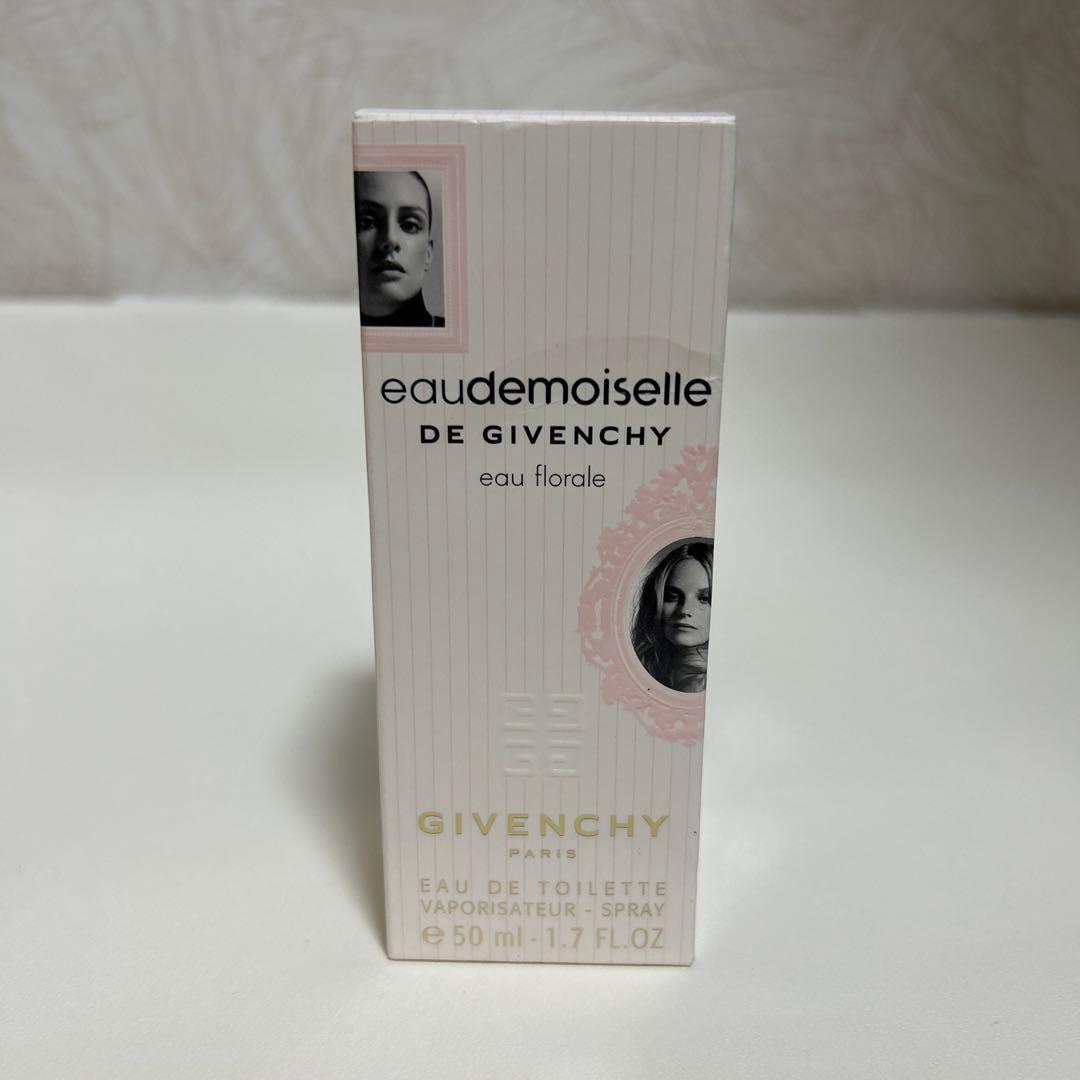 eaudemoiselle
DE GIVENCHY
eau florale
GIVENCHY
PARIS
EAU DE TOILETTE
VAPORISATEUR - SPRAY
℮ 50 ml - 1.7 FL.OZ